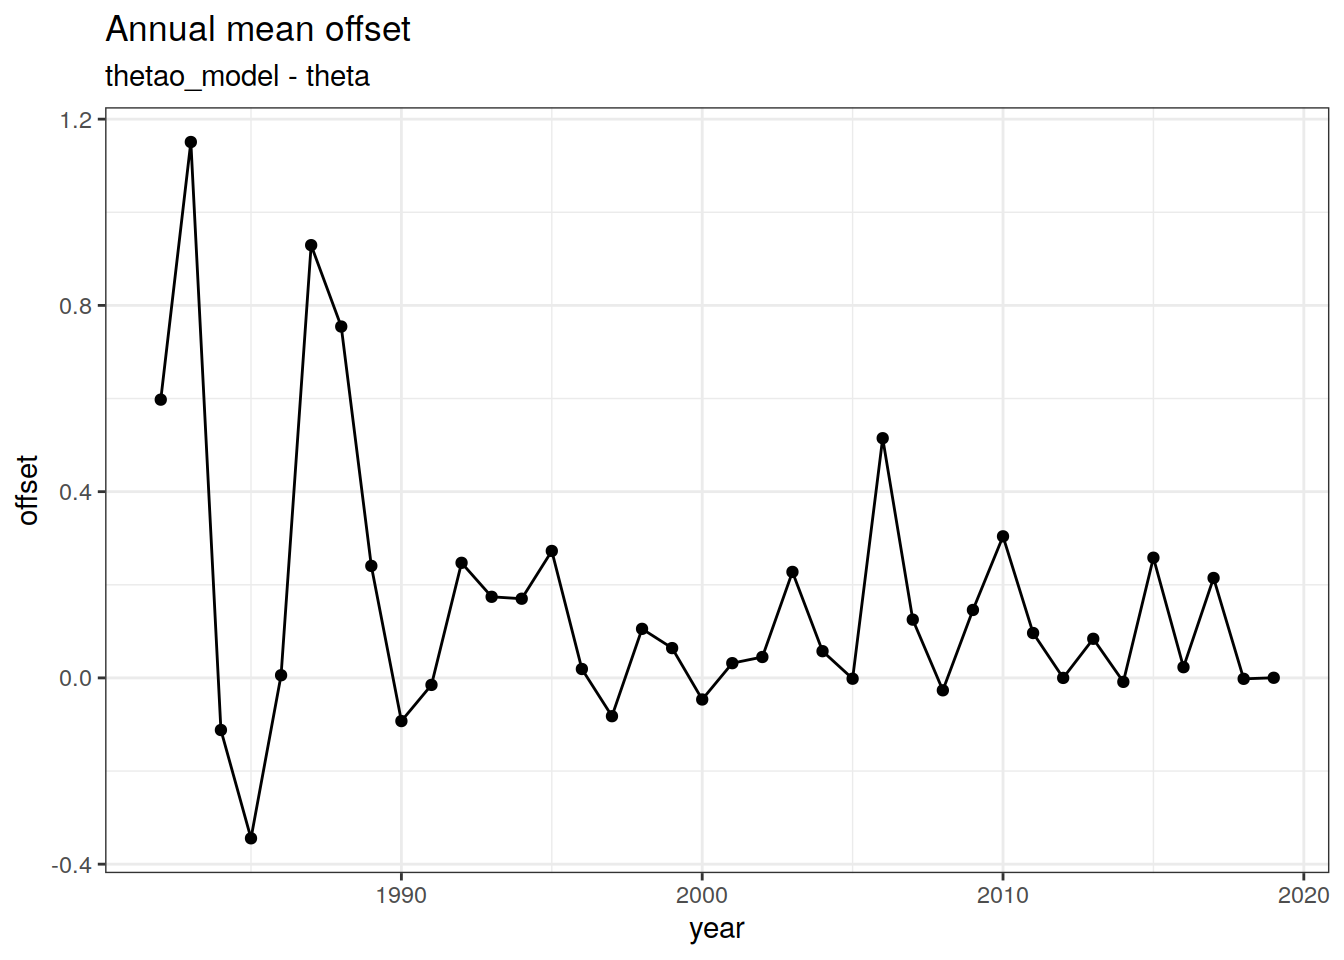 Annual mean offset
thetao_model - theta
1.2
0.8
0.4
0.0
-0.4
offset
1990 2000 2010 2020
year